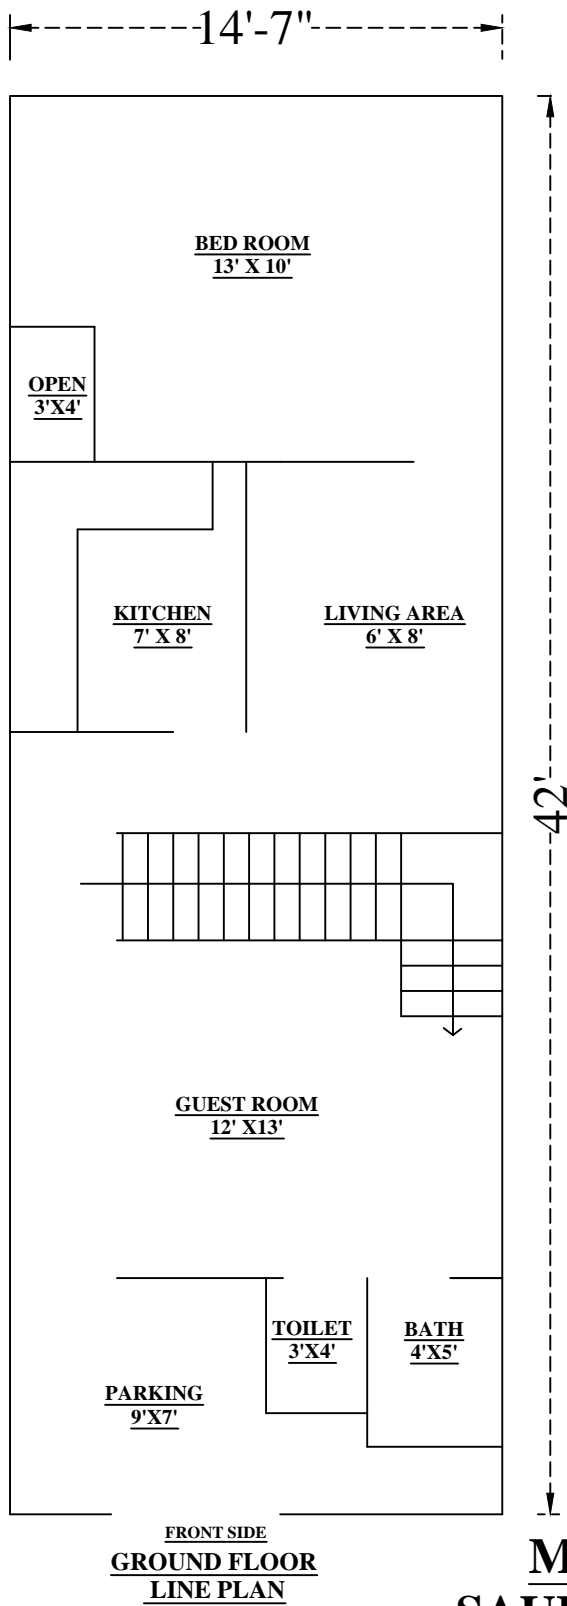 14'-7"
BED ROOM
13' X 10'
OPEN
3'X4'
KITCHEN
7' X 8'
LIVING AREA
6' X 8'
42'
GUEST ROOM
12' X13'
TOILET
3'X4'
BATH
4'X5'
PARKING
9'X7'
FRONT SIDE
GROUND FLOOR
LINE PLAN